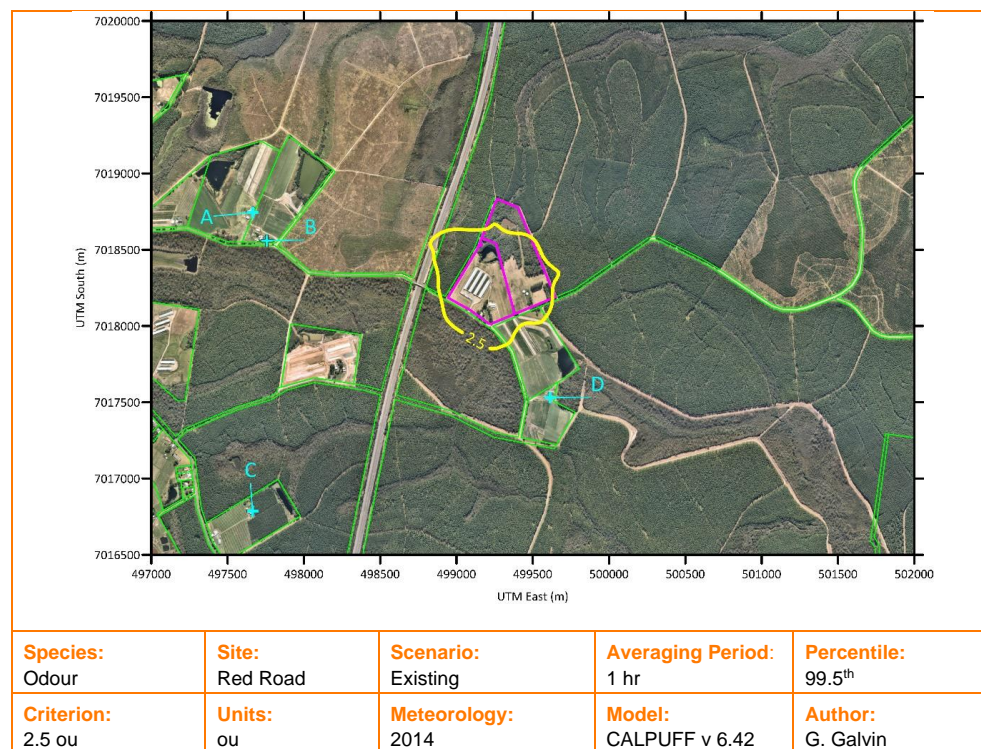 7020000
7019500
7019000
7018500
7018000
7017500
7017000
7016500
UTM South (m)
A
B
2.5
D
C
497000 497500 498000 498500 499000 499500 500000 500500 501000 501500 502000
UTM East (m)
Species: Site: Scenario: Averaging Period: Percentile:
Odour Red Road Existing 1 hr 99.5th
Criterion: Units: Meteorology: Model: Author:
2.5 ou ou 2014 CALPUFF v 6.42 G. Galvin